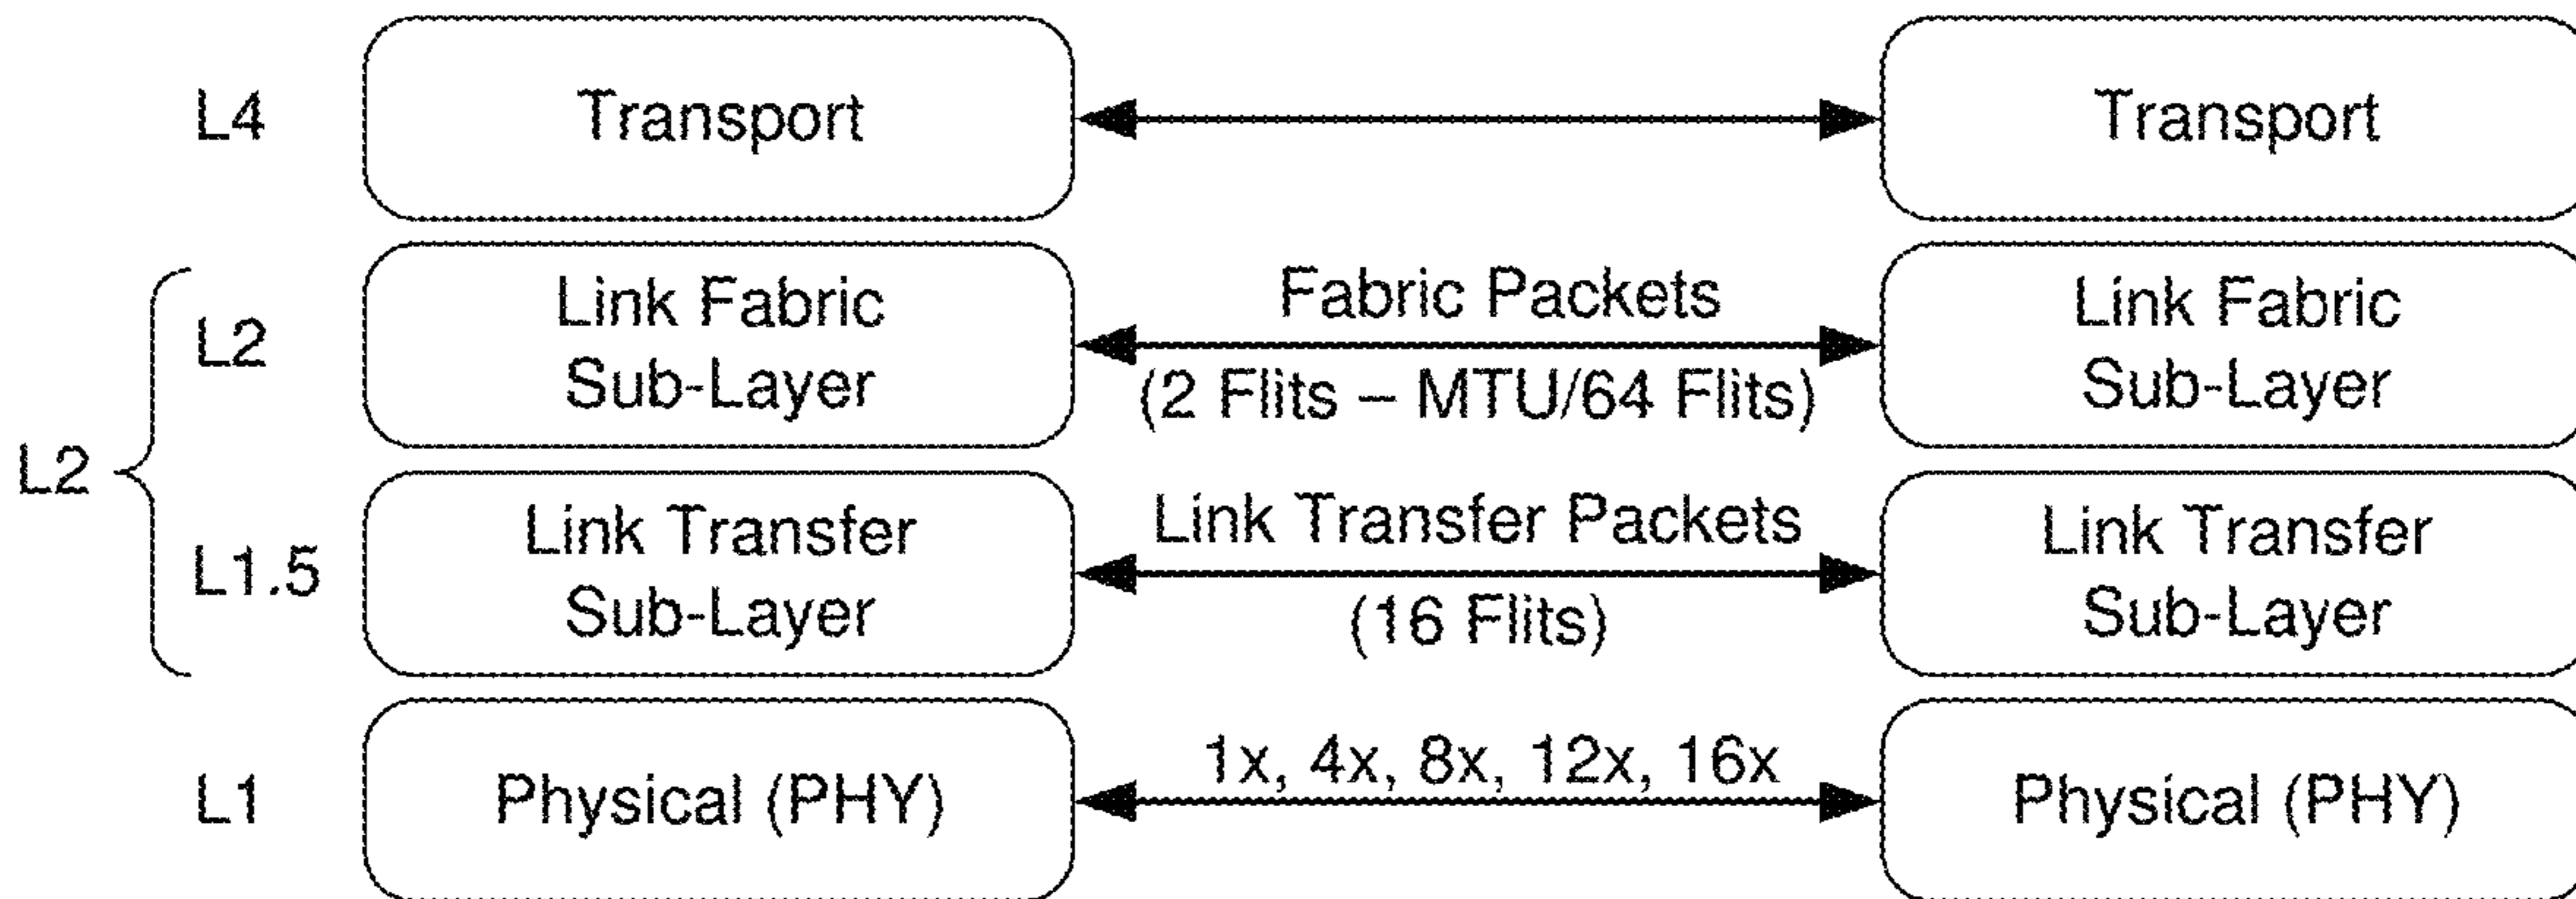 L4
Transport
Transport
L2
L2
Link Fabric
Sub-Layer
Fabric Packets
(2 Flits – MTU/64 Flits)
Link Fabric
Sub-Layer
L1.5
Link Transfer
Sub-Layer
Link Transfer Packets
(16 Flits)
Link Transfer
Sub-Layer
L1
Physical (PHY)
1x, 4x, 8x, 12x, 16x
Physical (PHY)